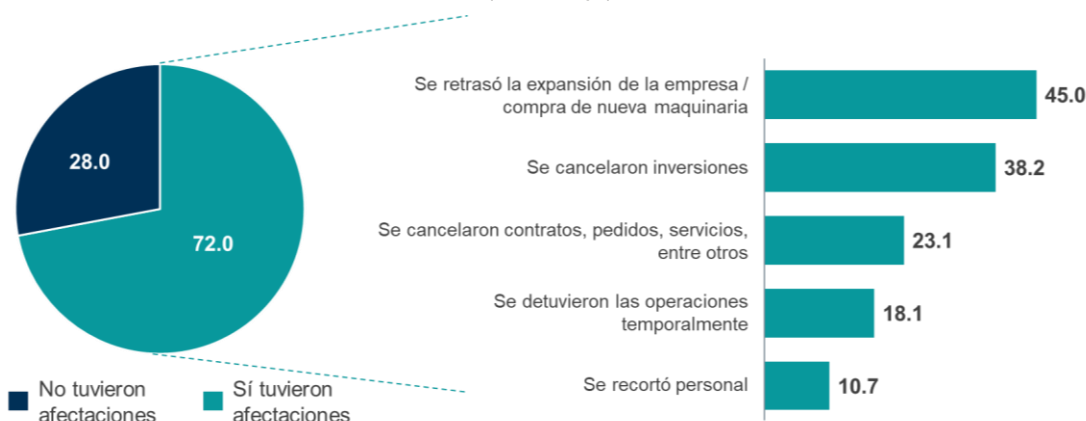 28.0
72.0
No tuvieron
afectaciones
Sí tuvieron
afectaciones
Se retrasó la expansión de la empresa /
compra de nueva maquinaria
45.0
Se cancelaron inversiones
38.2
Se cancelaron contratos, pedidos, servicios,
entre otros
23.1
Se detuvieron las operaciones
temporalmente
18.1
Se recortó personal
10.7